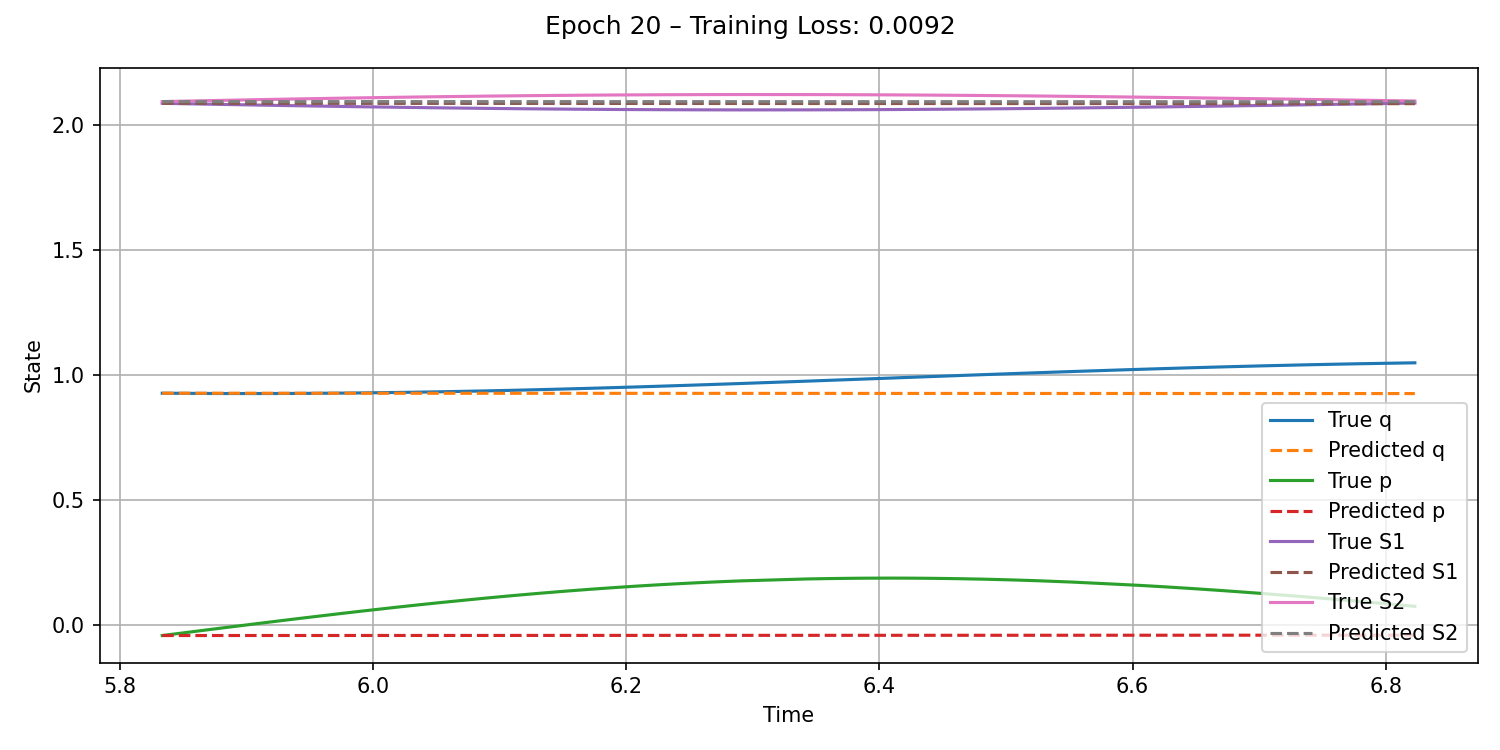 Epoch 20 – Training Loss: 0.0092
2.0
1.5
1.0
0.5
0.0
State
5.8 6.0 6.2 6.4 6.6 6.8
Time
True q
Predicted q
True p
Predicted p
True S1
Predicted S1
True S2
Predicted S2